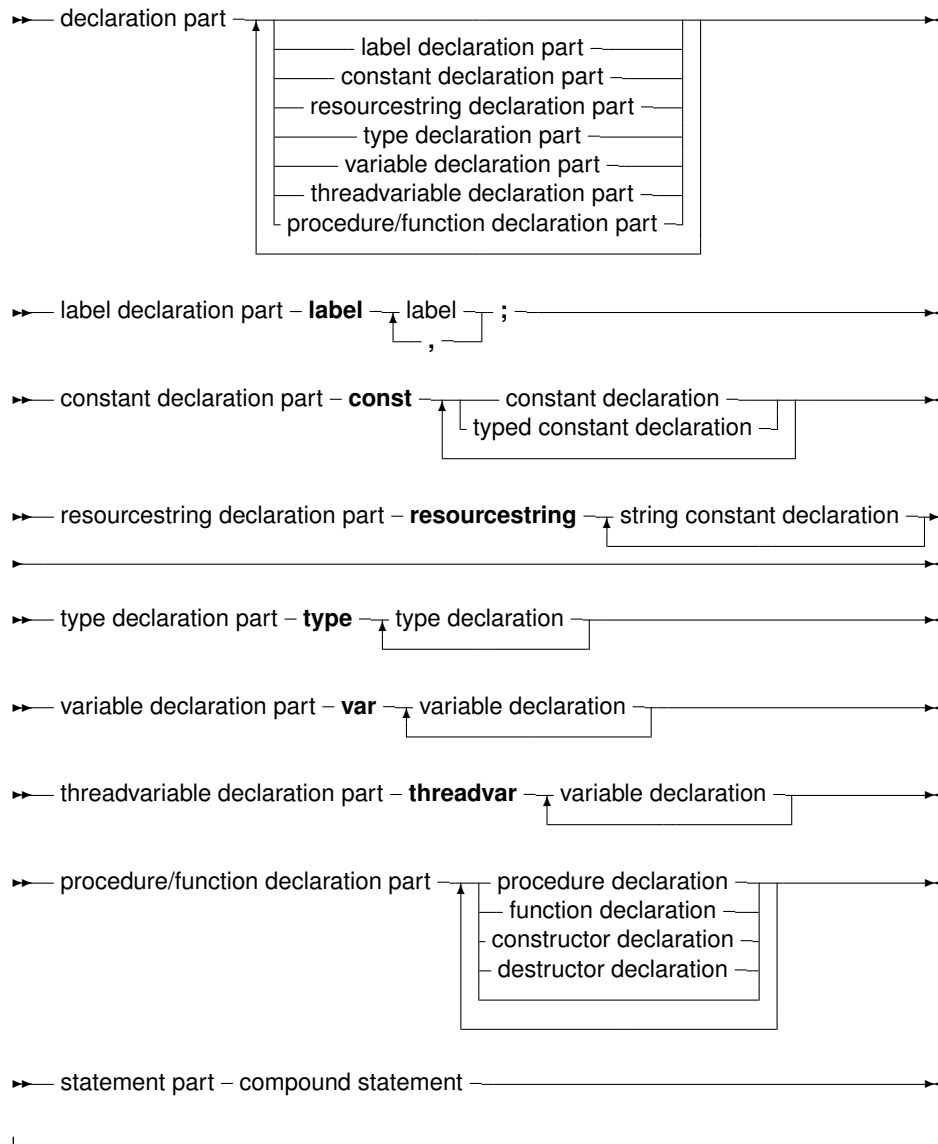 declaration part
label declaration part
constant declaration part
resourcestring declaration part
type declaration part
variable declaration part
threadvariable declaration part
procedure/function declaration part
label declaration part label label ;
,
constant declaration part const constant declaration
typed constant declaration
resourcestring declaration part resourcestring string constant declaration
type declaration part type type declaration
variable declaration part var variable declaration
threadvariable declaration part threadvar variable declaration
procedure/function declaration part procedure declaration
function declaration
constructor declaration
destructor declaration
statement part compound statement